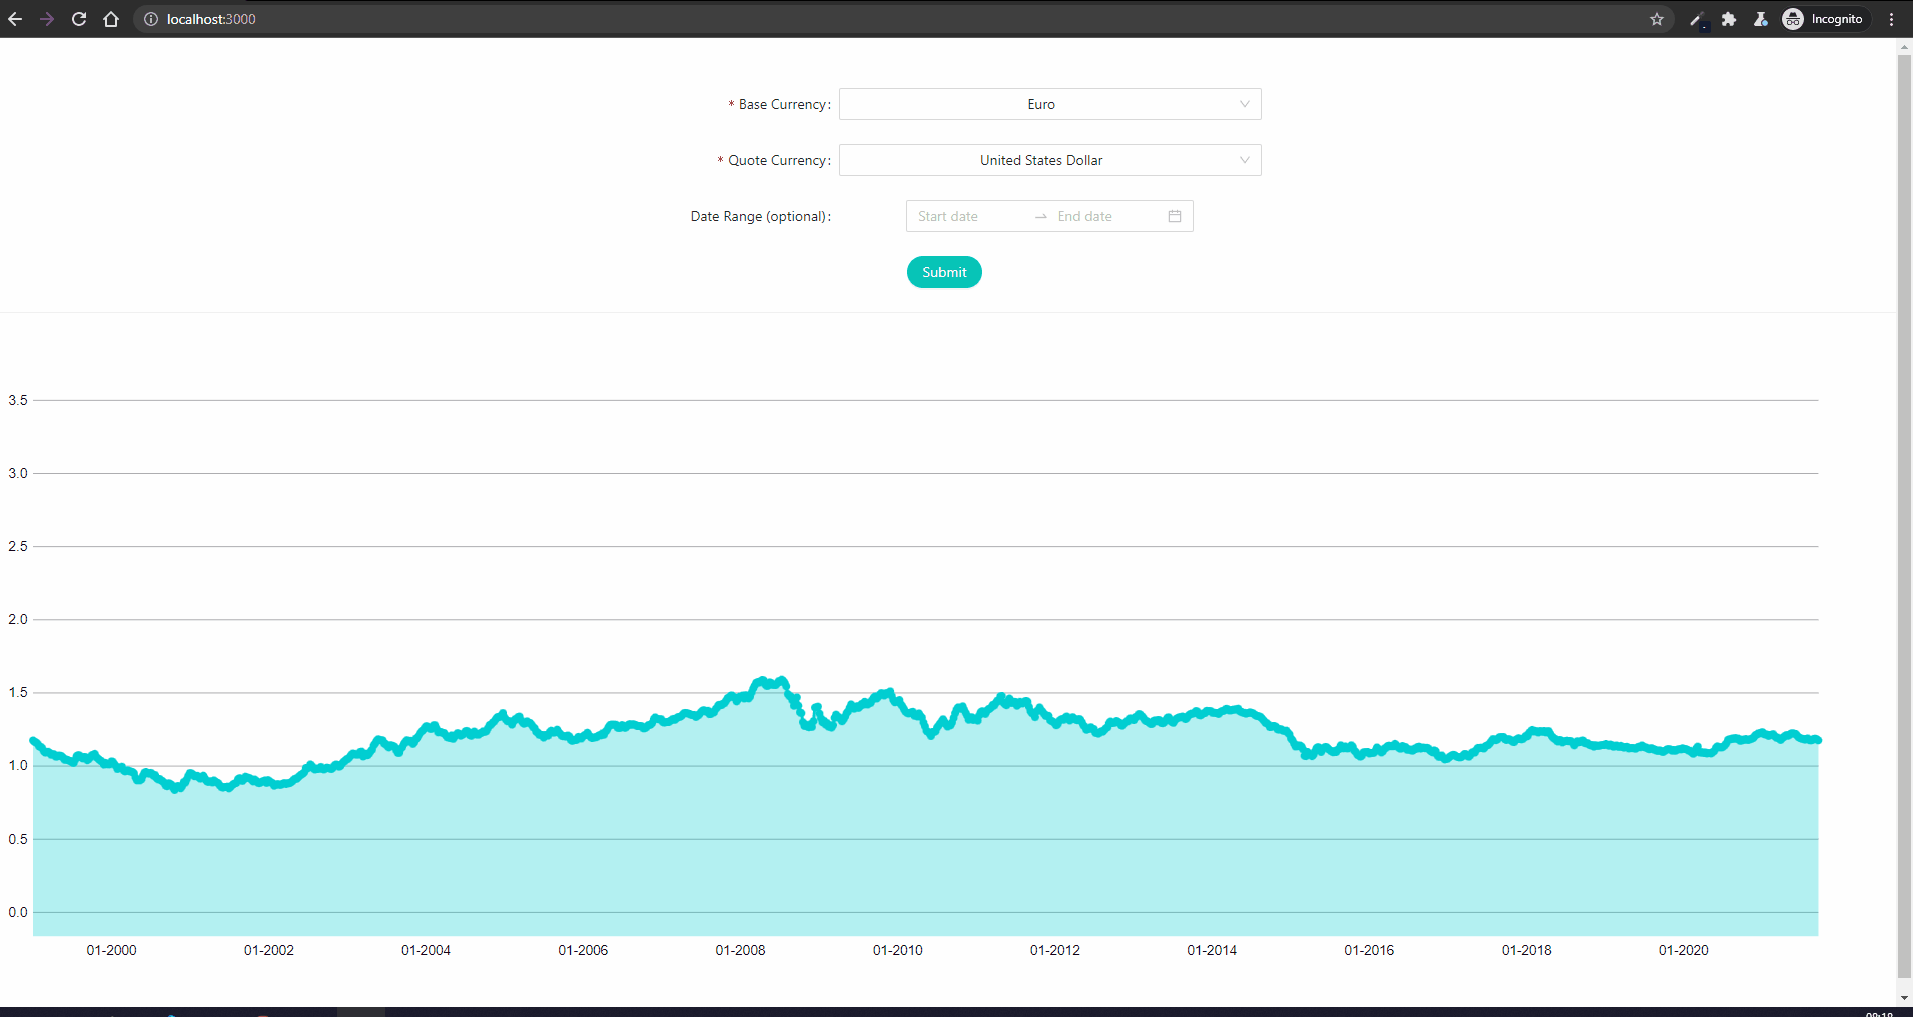 localhost:3000
Incognito
* Base Currency: Euro
* Quote Currency: United States Dollar
Date Range (optional): Start date End date
Submit
3.5
3.0
2.5
2.0
1.5
1.0
0.5
0.0
01-2000 01-2002 01-2004 01-2006 01-2008 01-2010 01-2012 01-2014 01-2016 01-2018 01-2020